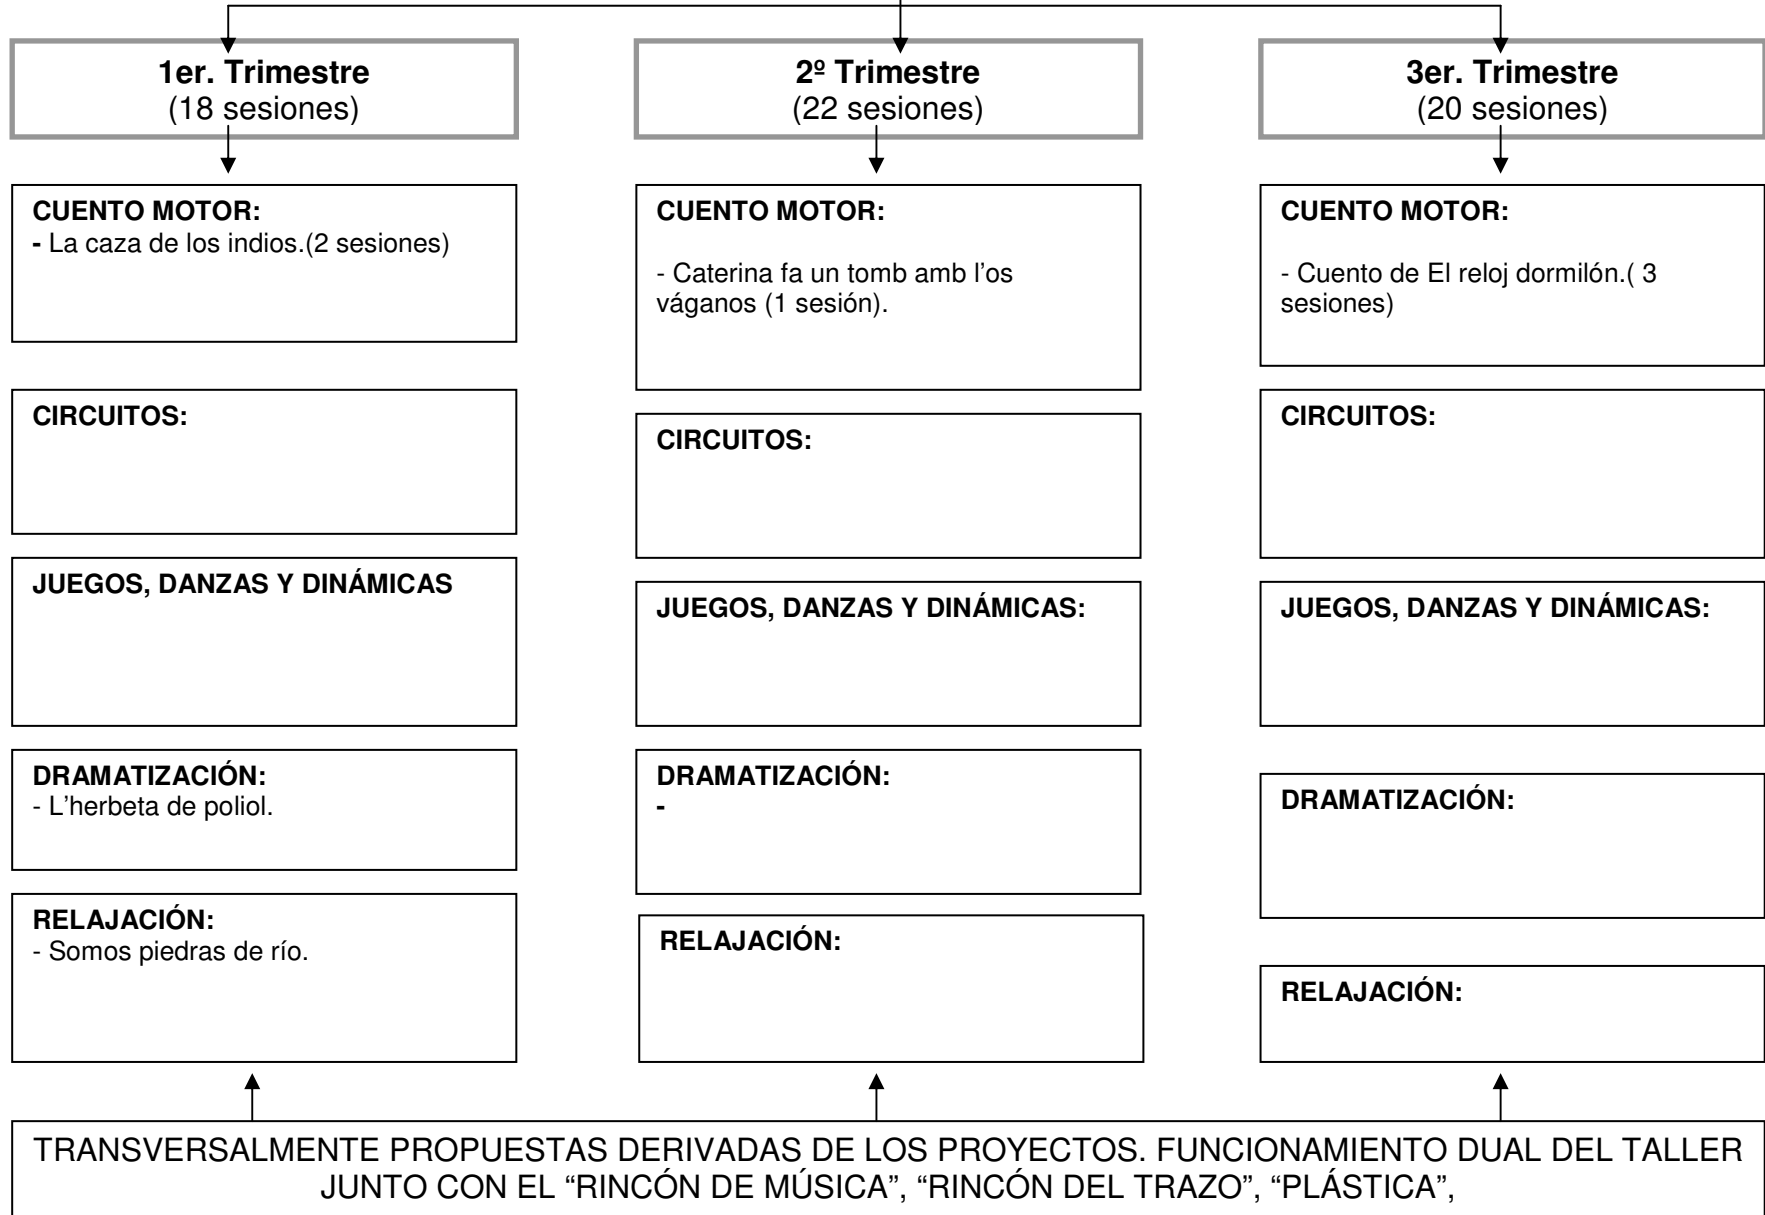 1er. Trimestre
(18 sesiones)
2º Trimestre
(22 sesiones)
3er. Trimestre
(20 sesiones)
CUENTO MOTOR:
- La caza de los indios.(2 sesiones)
CIRCUITOS:
JUEGOS, DANZAS Y DINÁMICAS
DRAMATIZACIÓN:
- L’herbeta de poliol.
RELAJACIÓN:
- Somos piedras de río.
CUENTO MOTOR:
- Caterina fa un tomb amb l’os
váganos (1 sesión).
CIRCUITOS:
JUEGOS, DANZAS Y DINÁMICAS:
DRAMATIZACIÓN:
-
RELAJACIÓN:
CUENTO MOTOR:
- Cuento de El reloj dormilón.( 3
sesiones)
CIRCUITOS:
JUEGOS, DANZAS Y DINÁMICAS:
DRAMATIZACIÓN:
RELAJACIÓN:
TRANSVERSALMENTE PROPUESTAS DERIVADAS DE LOS PROYECTOS. FUNCIONAMIENTO DUAL DEL TALLER
JUNTO CON EL “RINCÓN DE MÚSICA”, “RINCÓN DEL TRAZO”, “PLÁSTICA”,